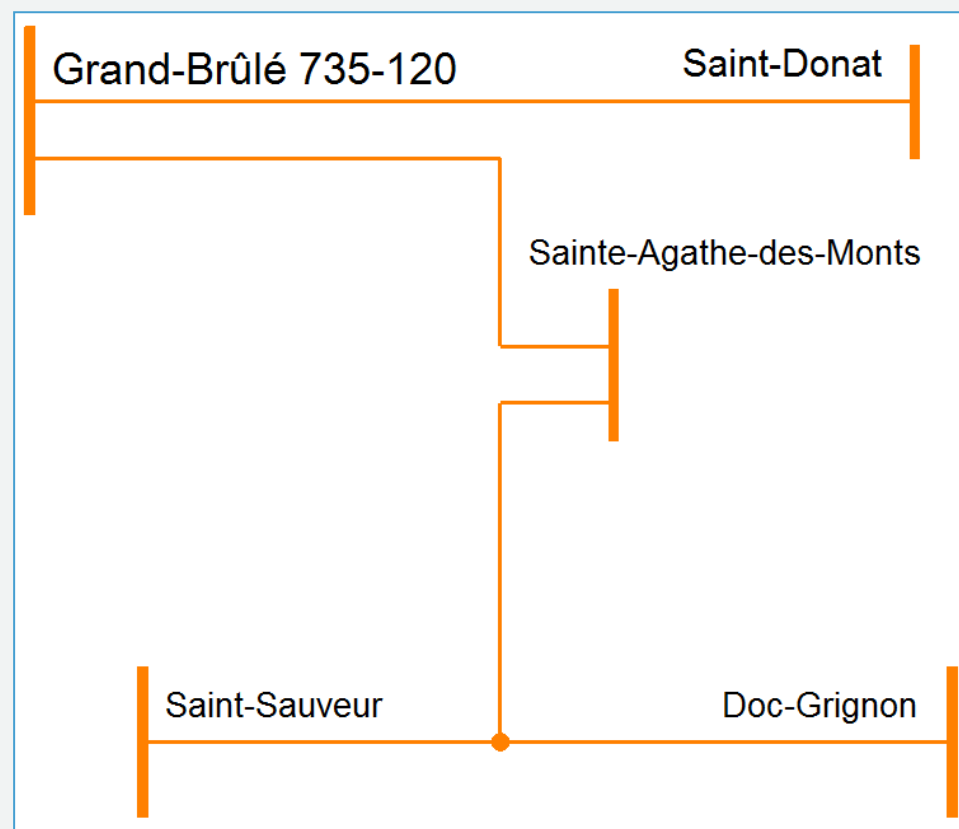 Grand-Brûlé 735-120
Saint-Donat
Sainte-Agathe-des-Monts
Saint-Sauveur
Doc-Grignon